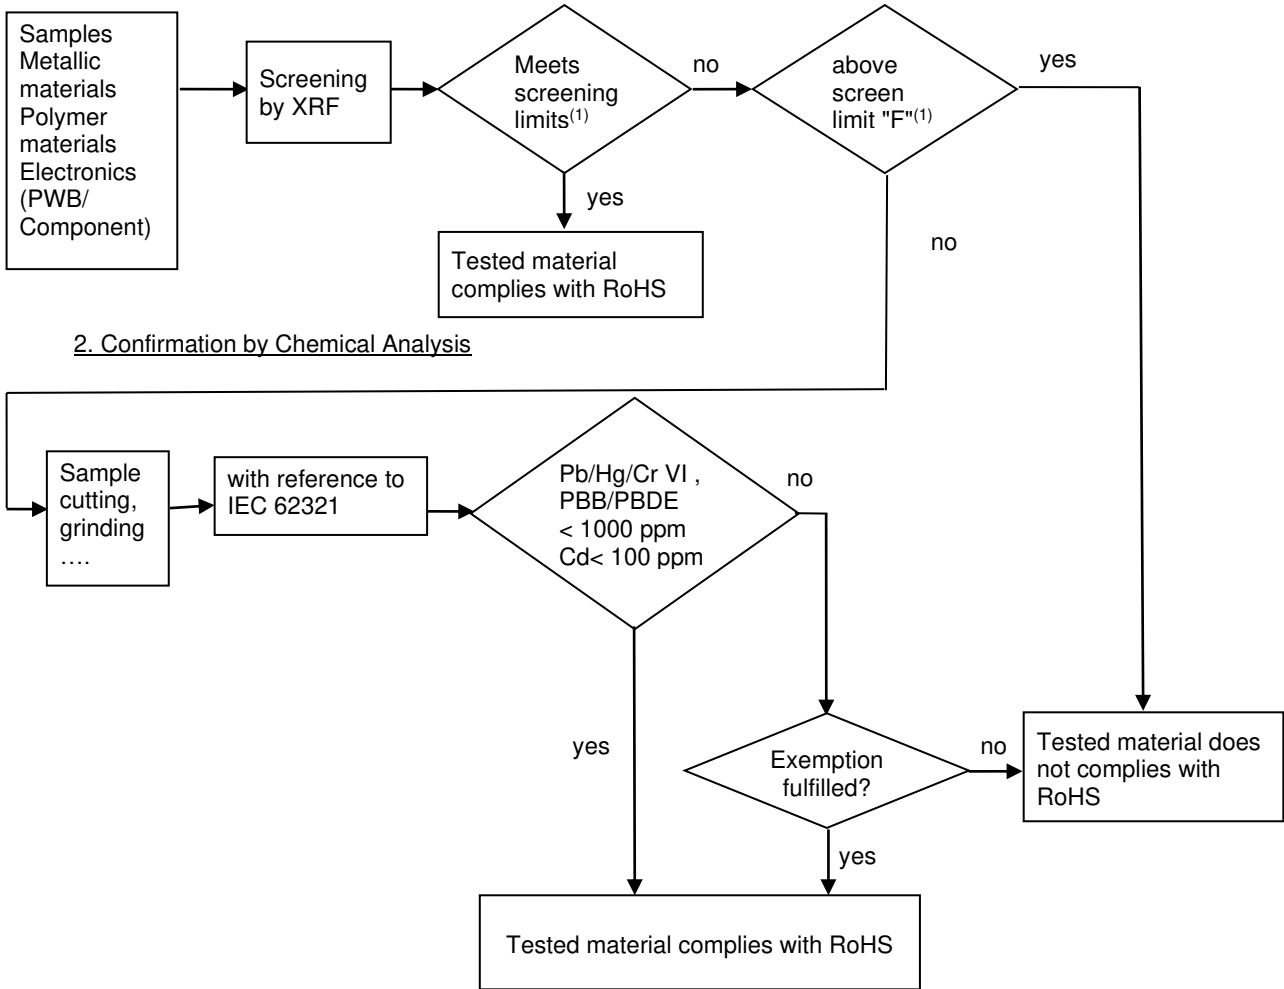 Samples
Metallic
materials
Polymer
materials
Electronics
(PWB/
Component)
Screening
by XRF
Meets
screening
limits(1)
no
above
screen
limit "F"(1)
yes
yes
no
Tested material
complies with RoHS
2. Confirmation by Chemical Analysis
Sample
cutting,
grinding
....
with reference to
IEC 62321
Pb/Hg/Cr VI ,
PBB/PBDE
< 1000 ppm
Cd< 100 ppm
no
yes
Exemption
fulfilled?
no
Tested material does
not complies with
RoHS
yes
Tested material complies with RoHS